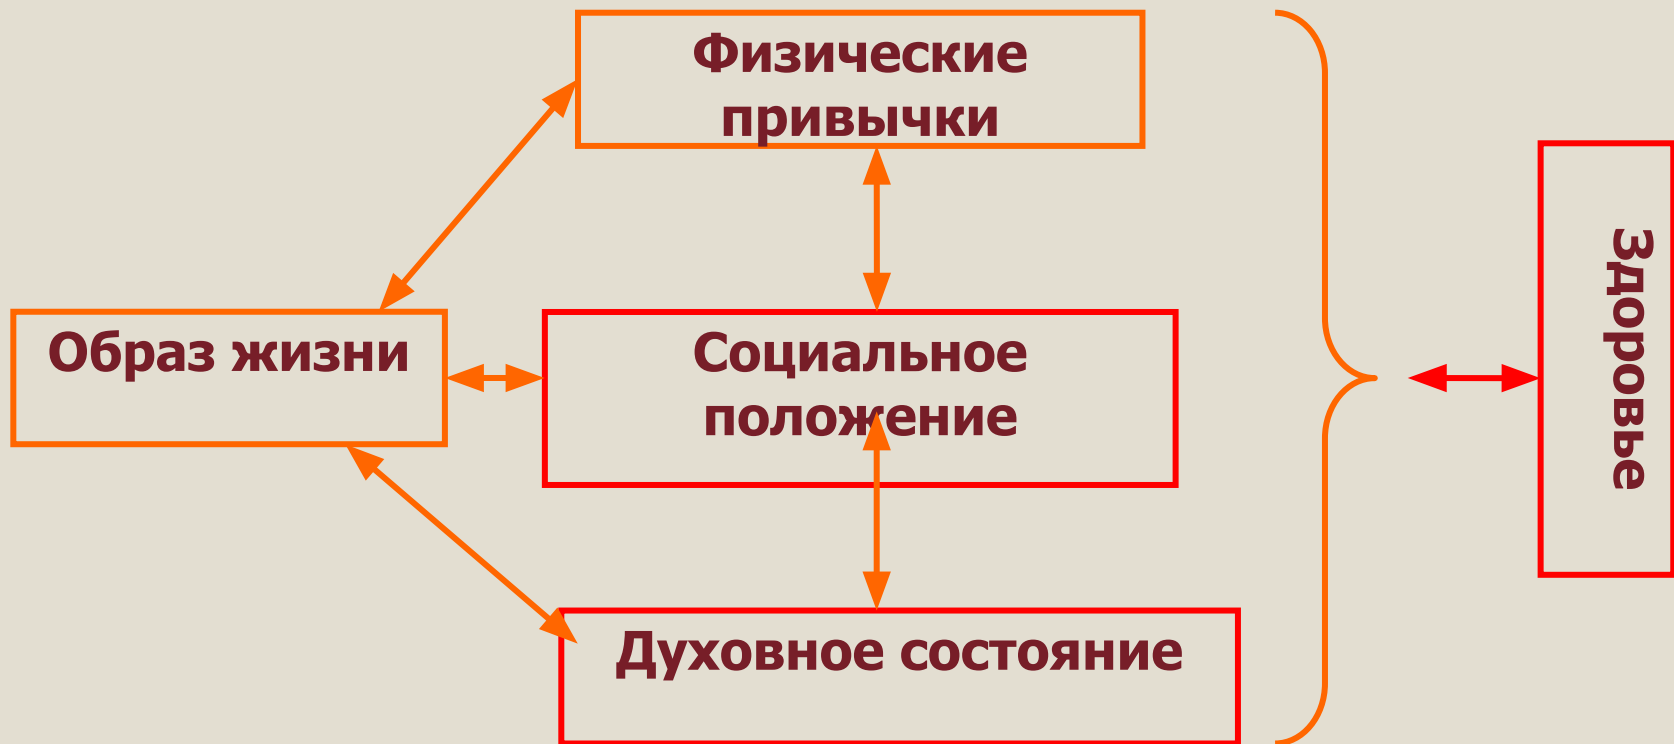 Физические
привычки
Образ жизни
Социальное
положение
Духовное состояние
Здоровье